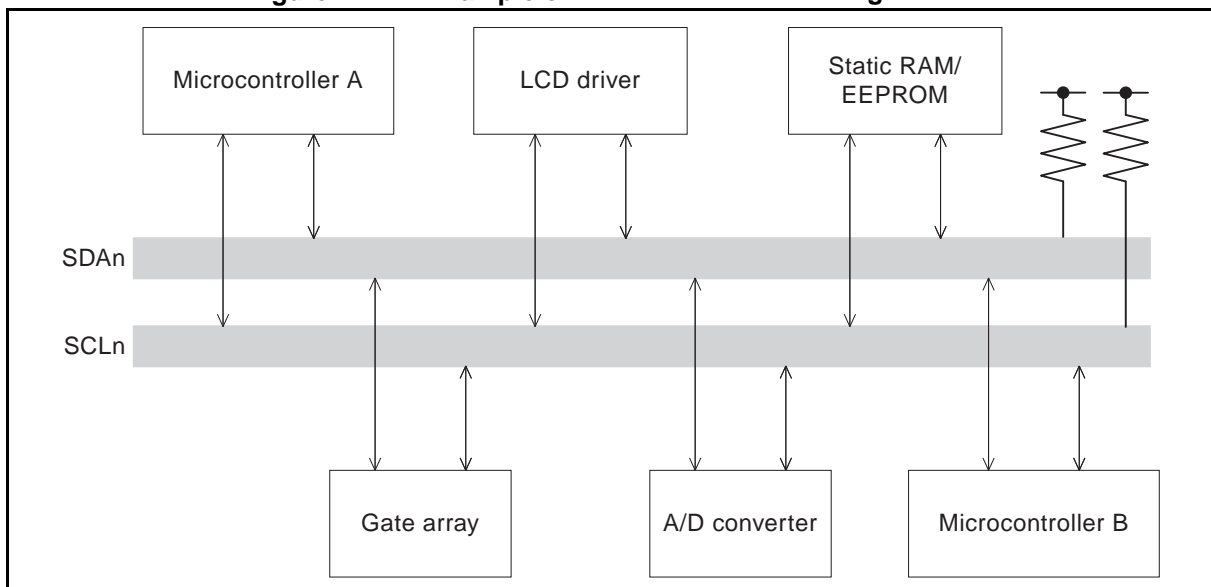 Microcontroller A
LCD driver
Static RAM/
EEPROM
SDAn
SCLn
Gate array
A/D converter
Microcontroller B